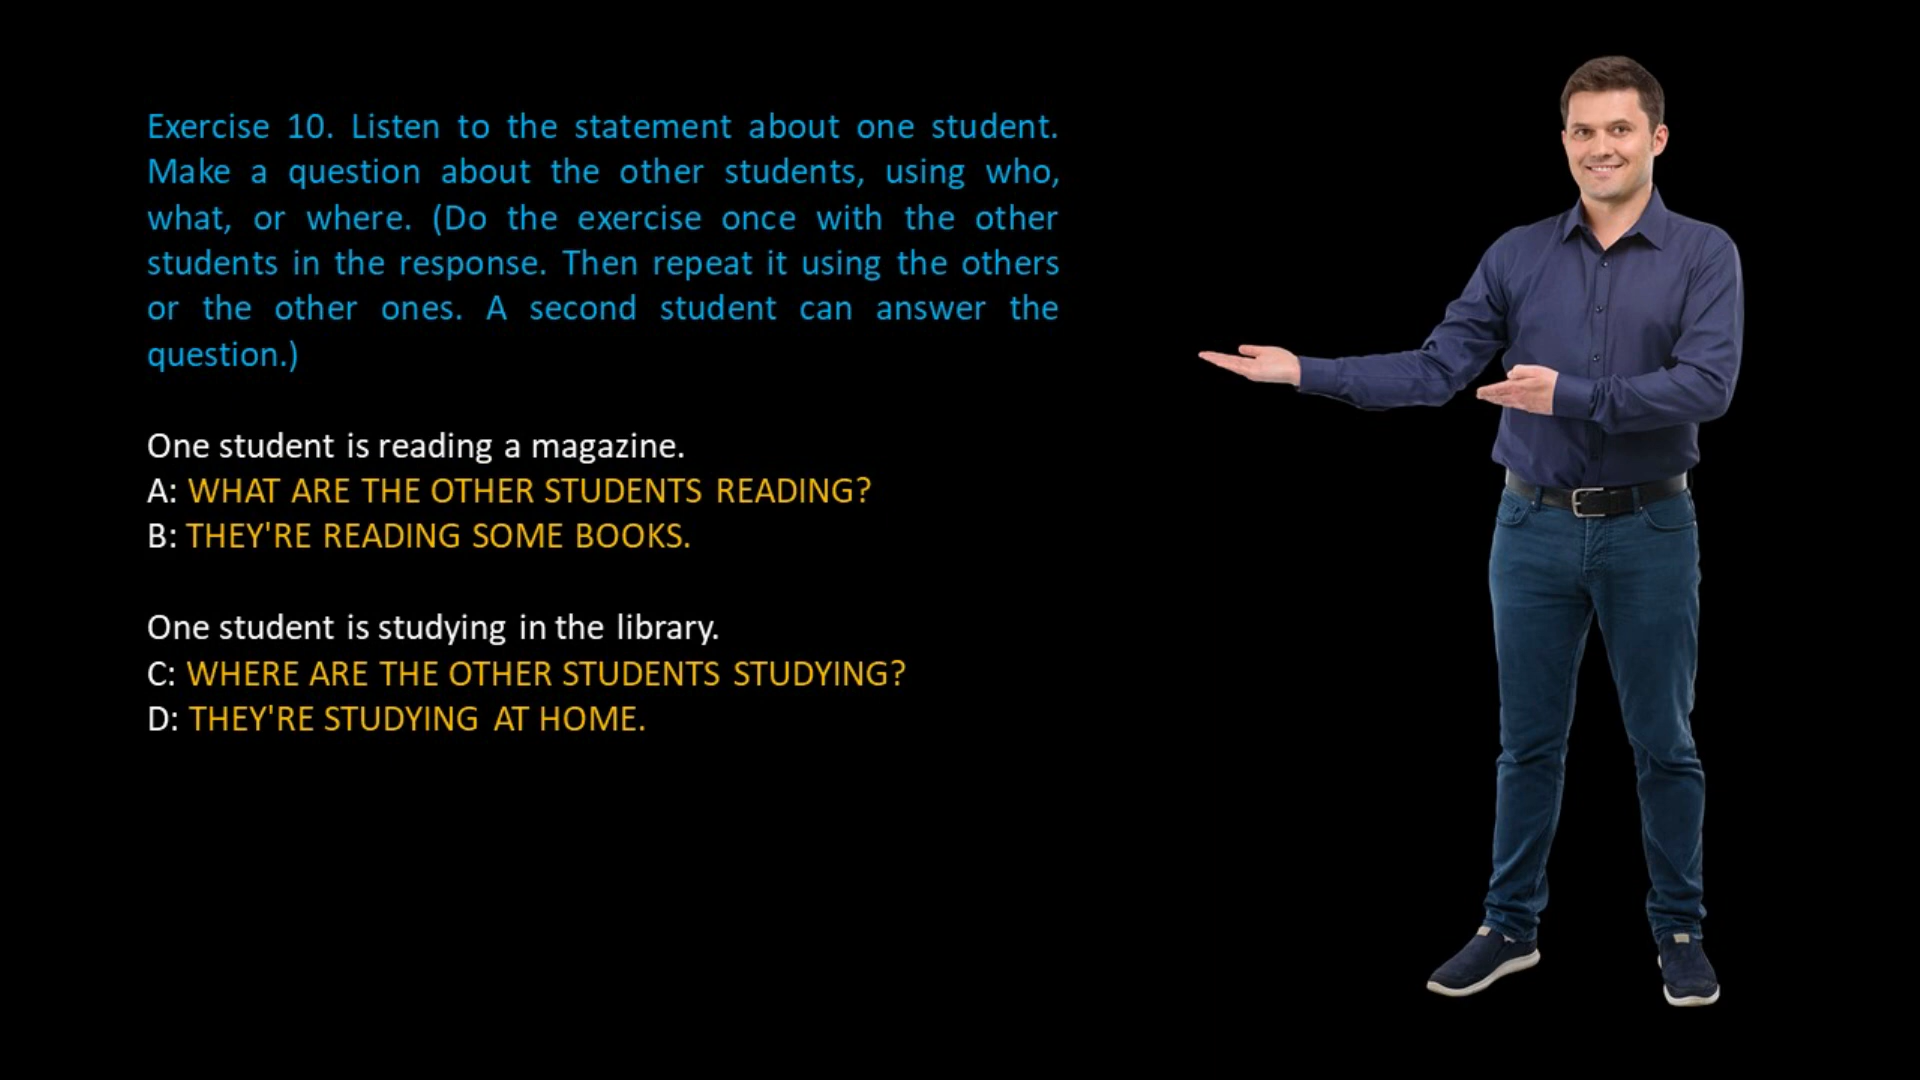 Exercise 10. Listen to the statement about one student.
Make a question about the other students, using who,
what, or where. (Do the exercise once with the other
students in the response. Then repeat it using the others
or the other ones. A second student can answer the
question.)
One student is reading a magazine.
A: WHAT ARE THE OTHER STUDENTS READING?
B: THEY'RE READING SOME BOOKS.
One student is studying in the library.
C: WHERE ARE THE OTHER STUDENTS STUDYING?
D: THEY'RE STUDYING AT HOME.